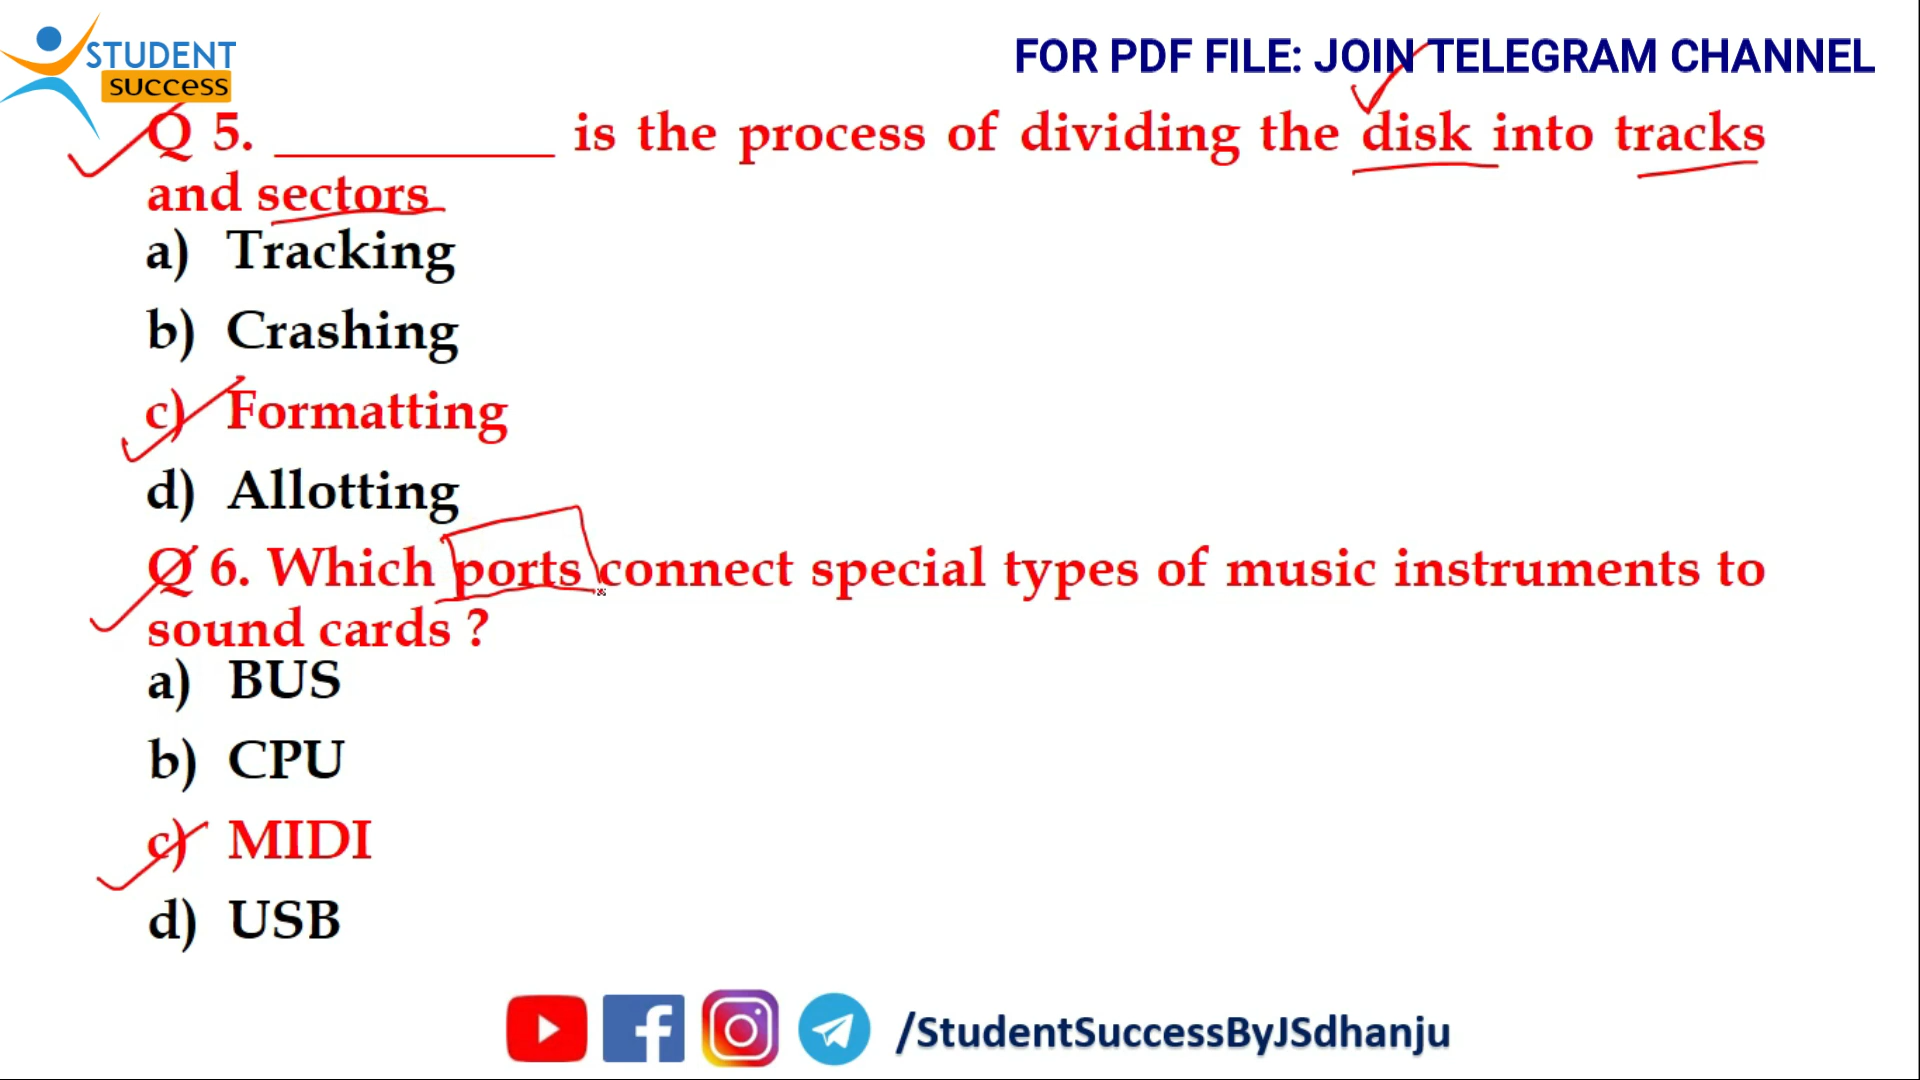 STUDENT
success
FOR PDF FILE: JOIN TELEGRAM CHANNEL
Q 5. __________ is the process of dividing the disk into tracks
and sectors
a) Tracking
b) Crashing
c) Formatting
d) Allotting
Q 6. Which ports connect special types of music instruments to
sound cards ?
a) BUS
b) CPU
c) MIDI
d) USB
/StudentSuccessByJSdhanju